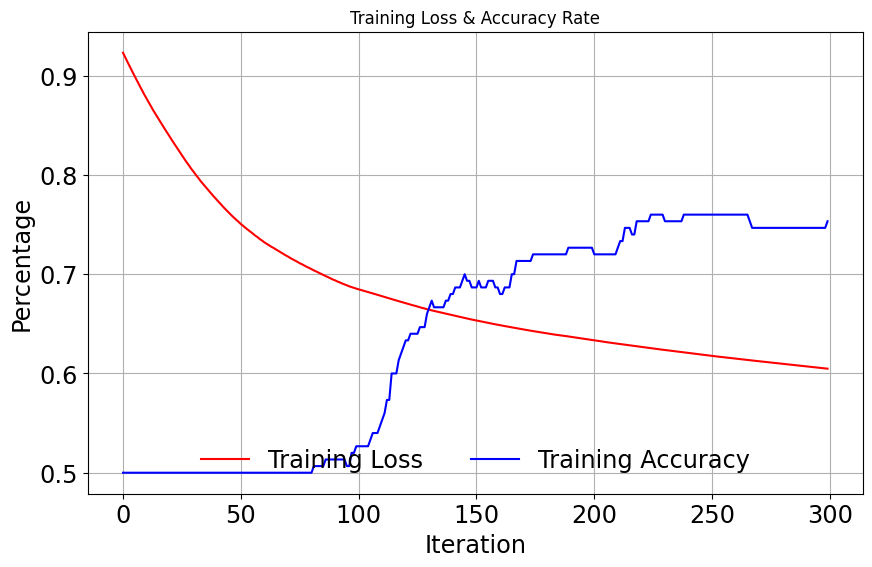 Training Loss & Accuracy Rate
0.9
0.8
0.7
0.6
0.5
Percentage
Training Loss Training Accuracy
0 50 100 150 200 250 300
Iteration